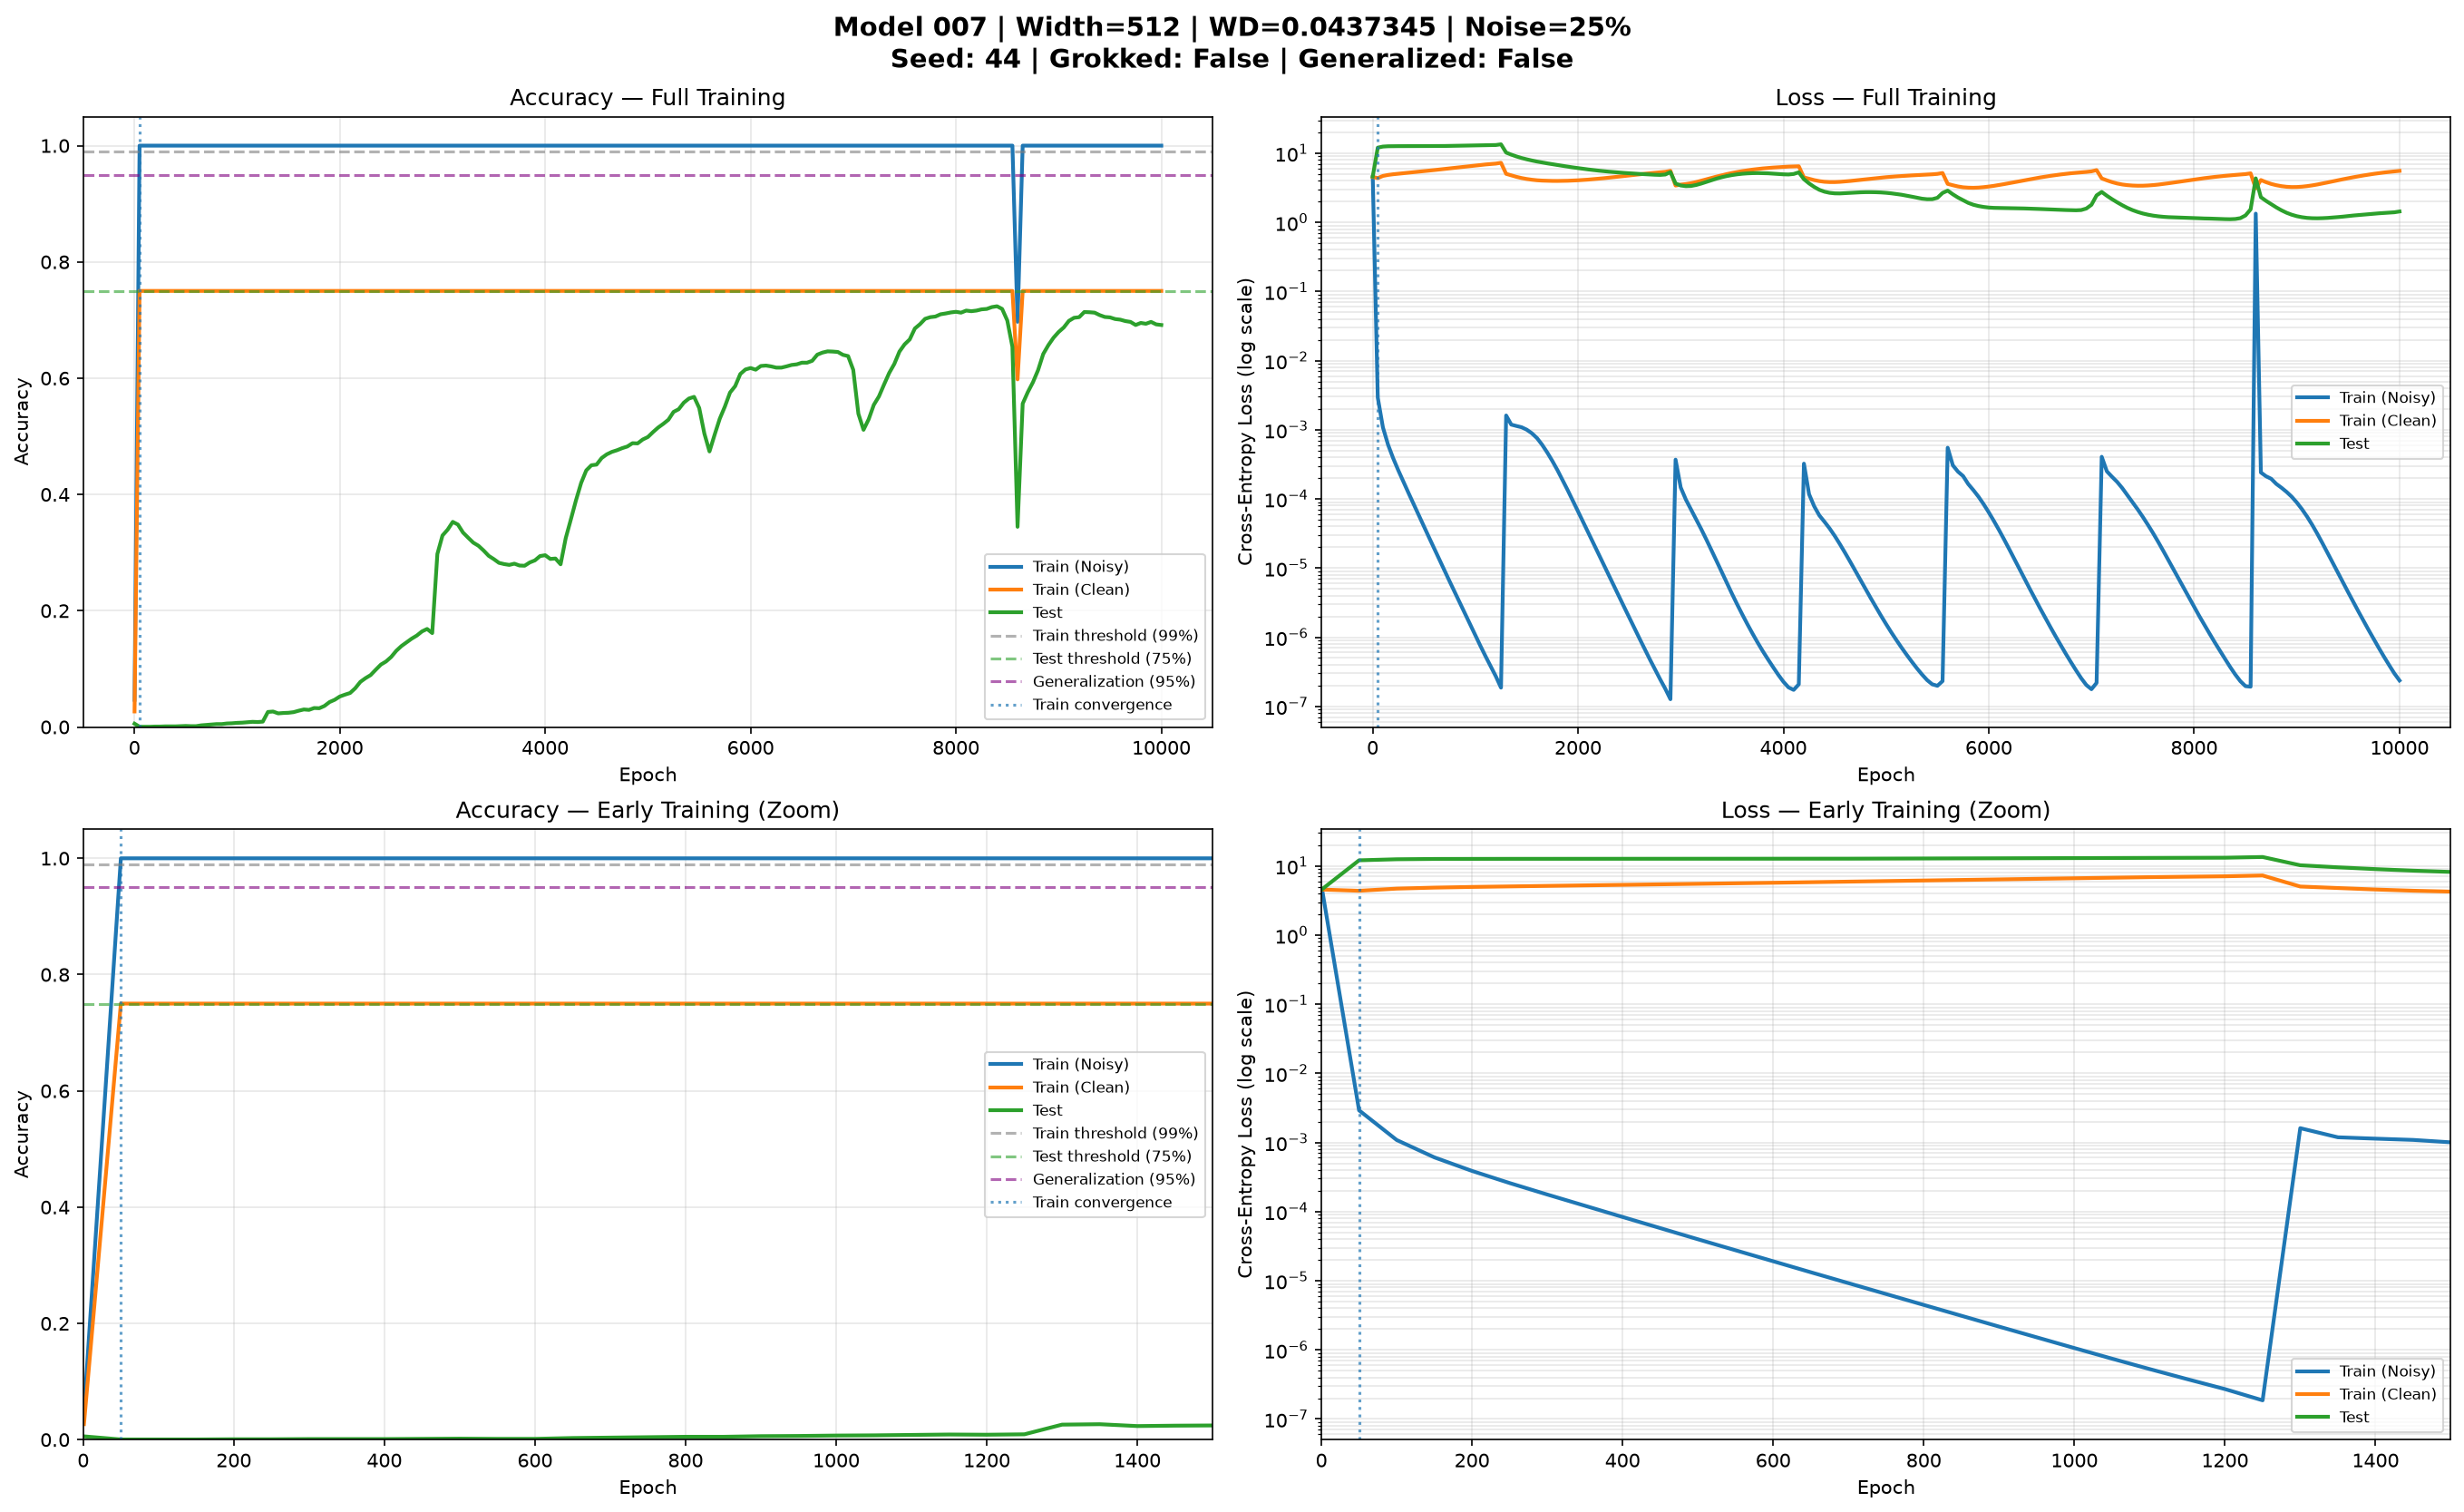 Model 007 | Width=512 | WD=0.0437345 | Noise=25%
Seed: 44 | Grokked: False | Generalized: False
Accuracy — Full Training
1.0
0.8
0.6
0.4
0.2
0.0
Accuracy
0 2000 4000 6000 8000 10000
Epoch
Train (Noisy)
Train (Clean)
Test
Train threshold (99%)
Test threshold (75%)
Generalization (95%)
Train convergence
Loss — Full Training
10^1
10^0
10^-1
10^-2
10^-3
10^-4
10^-5
10^-6
10^-7
Cross-Entropy Loss (log scale)
0 2000 4000 6000 8000 10000
Epoch
Train (Noisy)
Train (Clean)
Test
Accuracy — Early Training (Zoom)
1.0
0.8
0.6
0.4
0.2
0.0
Accuracy
0 200 400 600 800 1000 1200 1400
Epoch
Train (Noisy)
Train (Clean)
Test
Train threshold (99%)
Test threshold (75%)
Generalization (95%)
Train convergence
Loss — Early Training (Zoom)
10^1
10^0
10^-1
10^-2
10^-3
10^-4
10^-5
10^-6
10^-7
Cross-Entropy Loss (log scale)
0 200 400 600 800 1000 1200 1400
Epoch
Train (Noisy)
Train (Clean)
Test